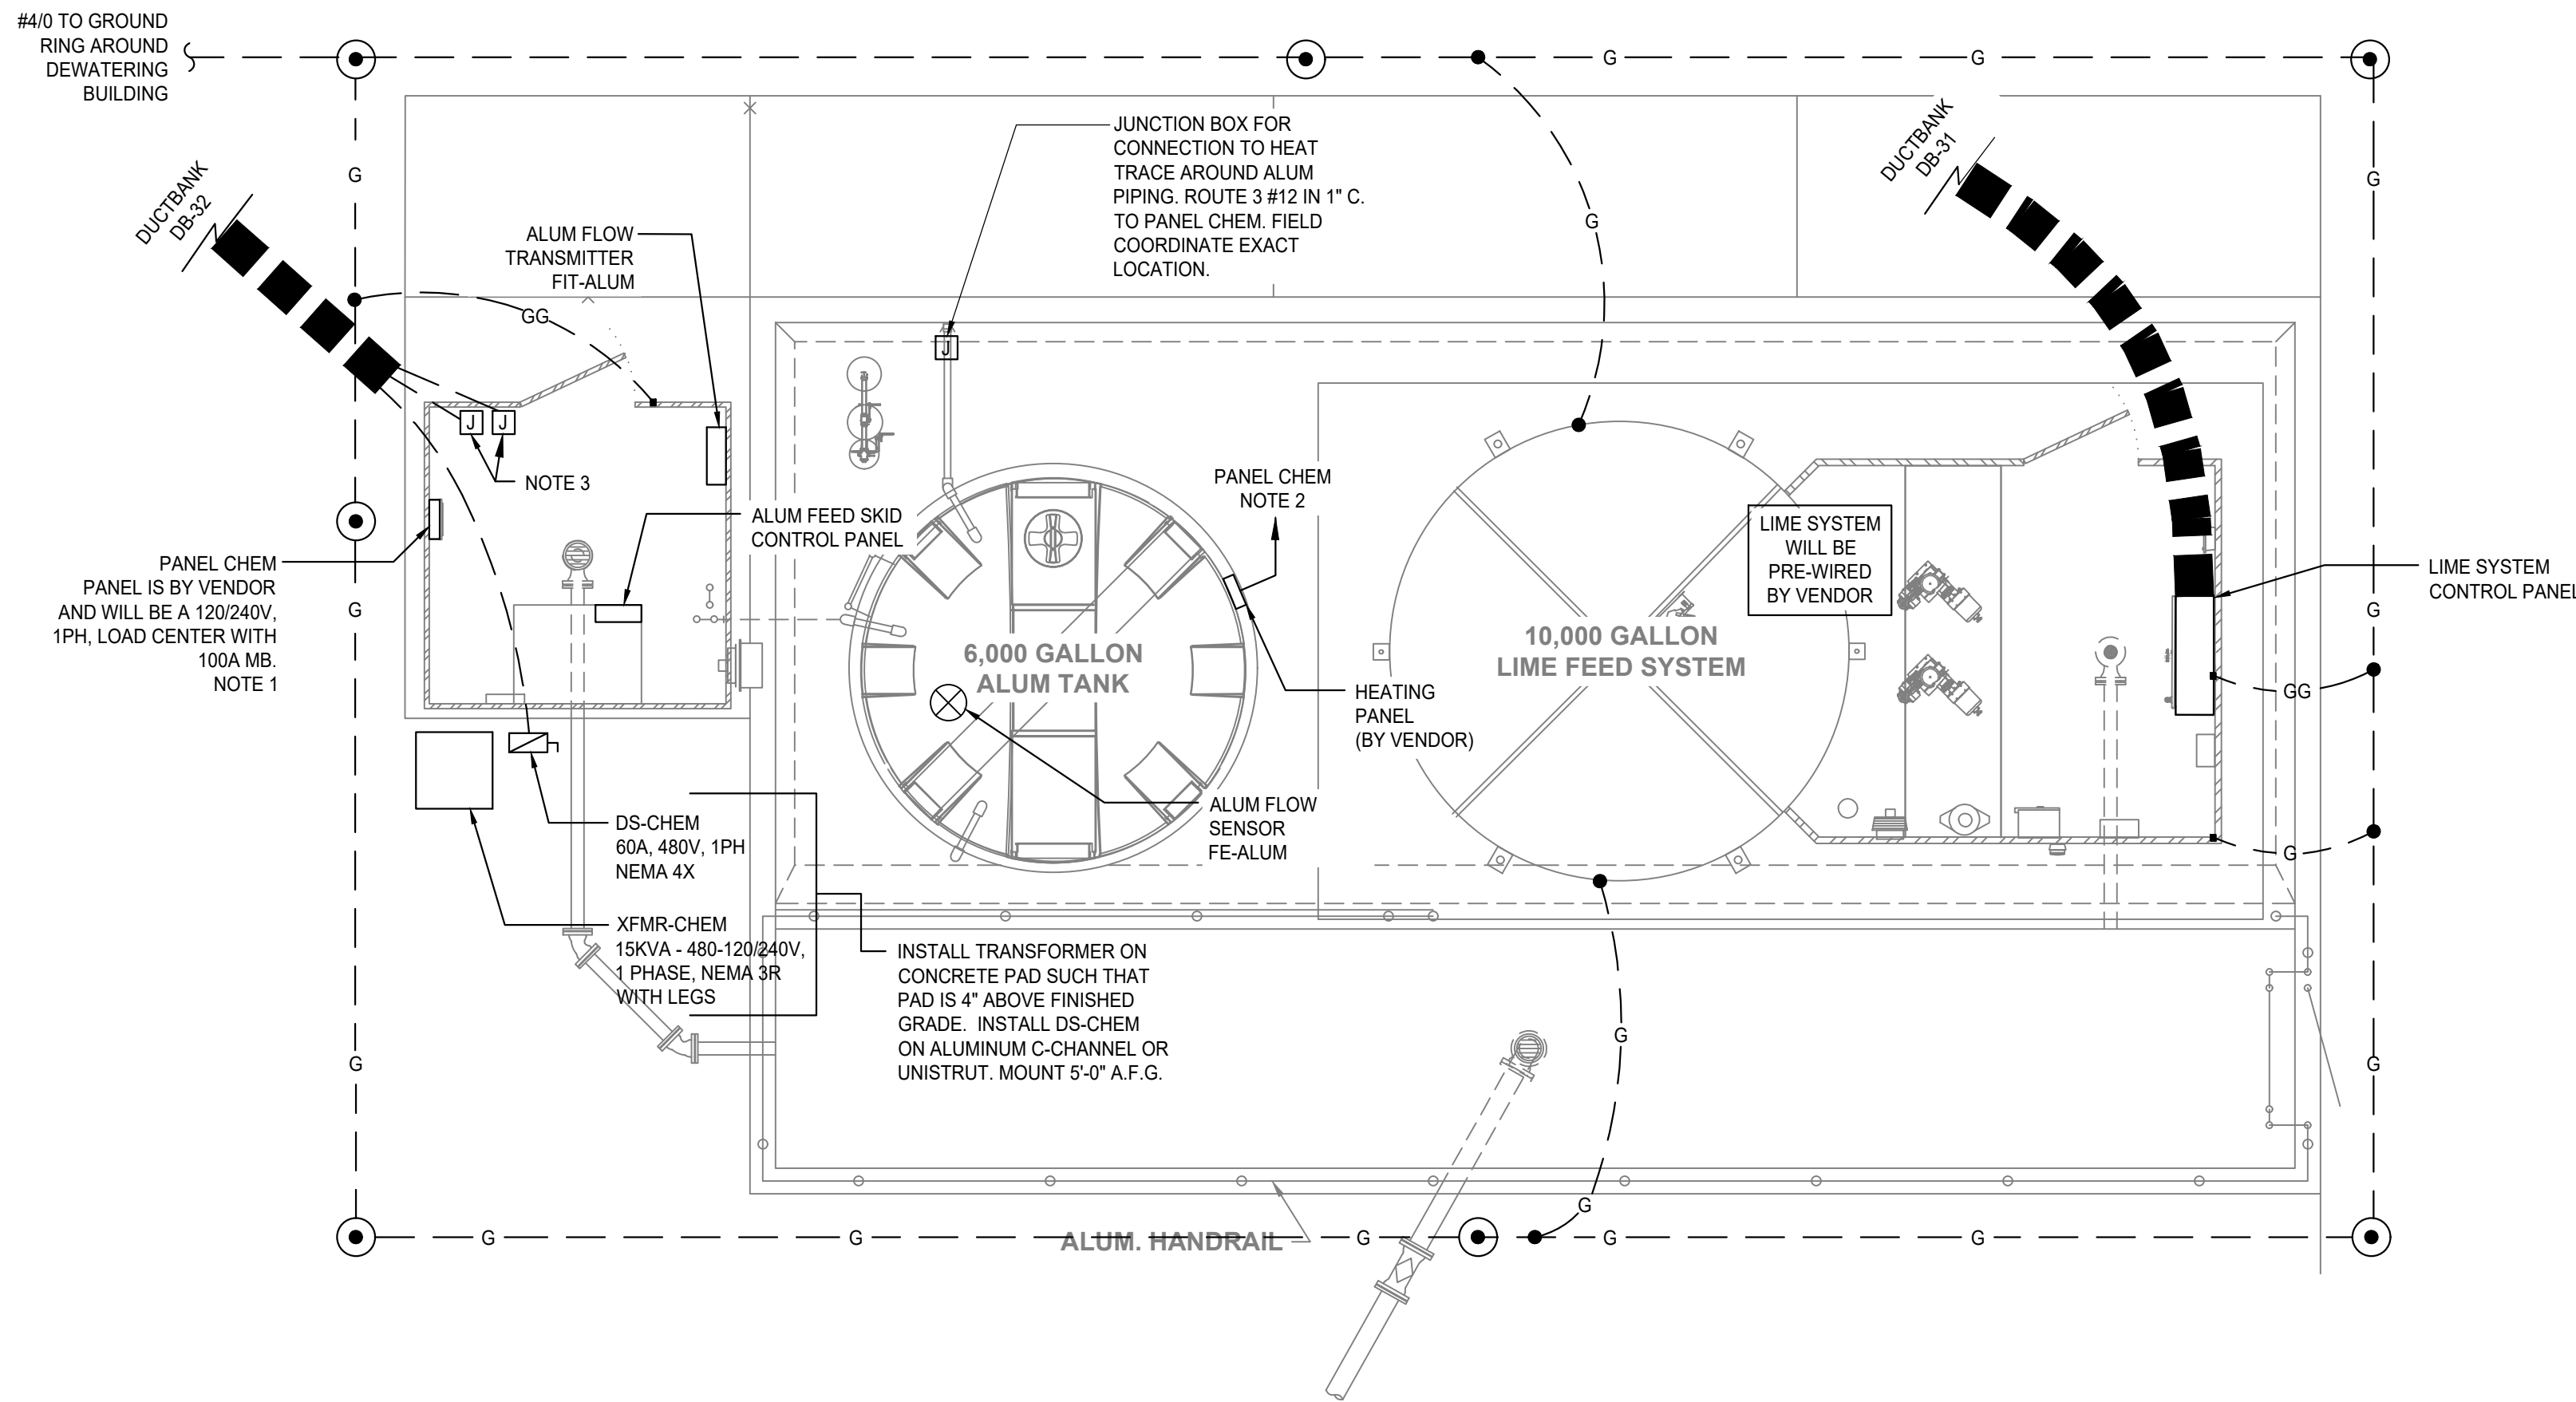 #4/0 TO GROUND
RING AROUND
DEWATERING
BUILDING
G
G
G
G
DUCTBANK
DB-32
DUCTBANK
DB-31
JUNCTION BOX FOR
CONNECTION TO HEAT
TRACE AROUND ALUM
PIPING. ROUTE 3 #12 IN 1" C.
TO PANEL CHEM. FIELD
COORDINATE EXACT
LOCATION.
G
ALUM FLOW
TRANSMITTER
FIT-ALUM
GG
J
J
J
NOTE 3
PANEL CHEM
NOTE 2
ALUM FEED SKID
CONTROL PANEL
LIME SYSTEM
WILL BE
PRE-WIRED
BY VENDOR
PANEL CHEM
PANEL IS BY VENDOR
AND WILL BE A 120/240V,
1PH, LOAD CENTER WITH
100A MB.
NOTE 1
G
G
LIME SYSTEM
CONTROL PANEL
6,000 GALLON
ALUM TANK
10,000 GALLON
LIME FEED SYSTEM
HEATING
PANEL
(BY VENDOR)
GG
ALUM FLOW
SENSOR
FE-ALUM
DS-CHEM
60A, 480V, 1PH
NEMA 4X
G
XFMR-CHEM
15KVA - 480-120/240V,
1 PHASE, NEMA 3R
WITH LEGS
INSTALL TRANSFORMER ON
CONCRETE PAD SUCH THAT
PAD IS 4" ABOVE FINISHED
GRADE. INSTALL DS-CHEM
ON ALUMINUM C-CHANNEL OR
UNISTRUT. MOUNT 5'-0" A.F.G.
G
G
G
G
G
G
ALUM. HANDRAIL
G
G
G